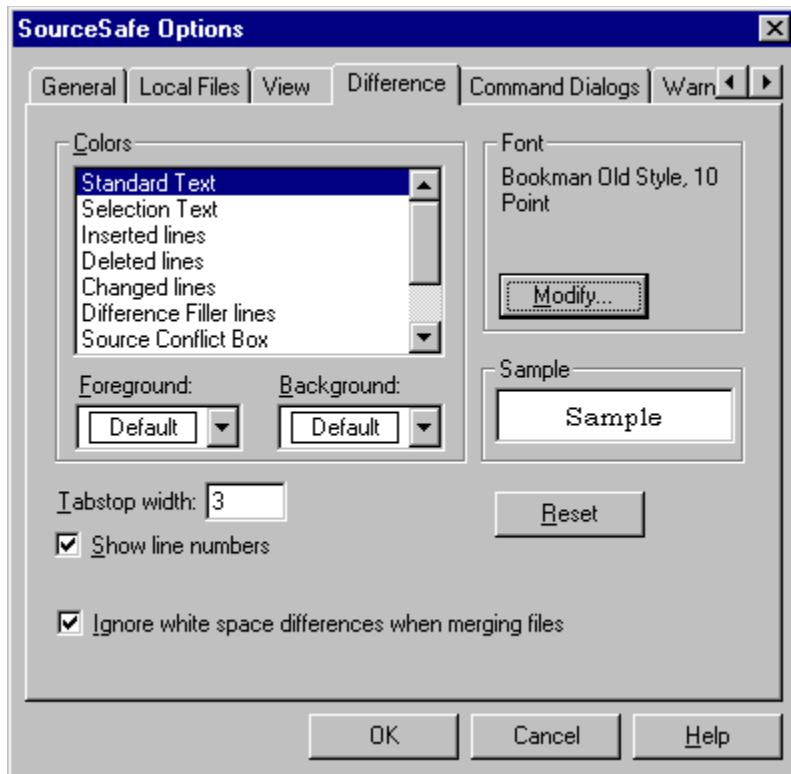 SourceSafe Options
General Local Files View Difference Command Dialogs Warn
Colors
Standard Text
Selection Text
Inserted lines
Deleted lines
Changed lines
Difference Filler lines
Source Conflict Box
Foreground: Background:
Default Default
Font
Bookman Old Style, 10
Point
Modify...
Sample
Sample
Tabstop width: 3
Reset
Show line numbers
Ignore white space differences when merging files
OK Cancel Help